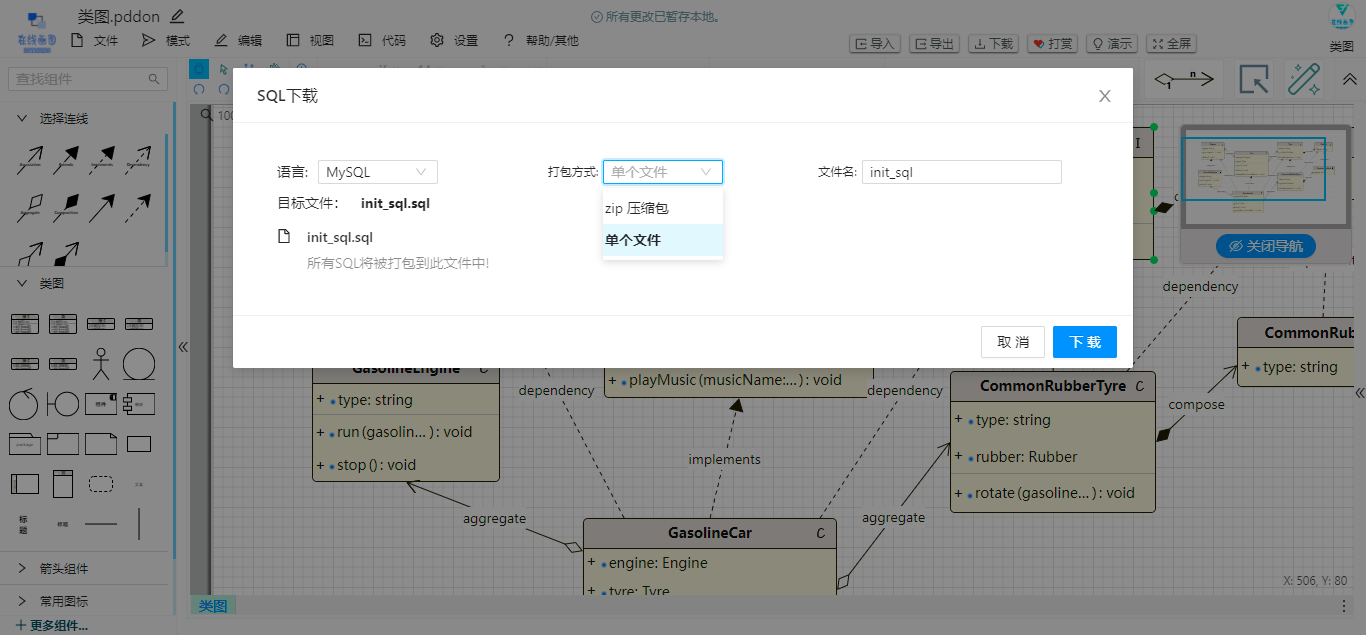 类图.pddon
所有更改已暂存本地。
在线画图
文件
模式
编辑
视图
代码
设置
帮助/其他
导入
导出
下载
打赏
演示
全屏
类图
查找组件
选择连线
类图
标题
箭头组件
常用图标
更多组件...
100
SQL下载
语言:
MySQL
打包方式:
单个文件
文件名:
init_sql
目标文件：
init_sql.sql
zip 压缩包
单个文件
init_sql.sql
所有SQL将被打包到此文件中!
取 消
下 载
1
n
I
关闭导航
dependency
GasolineEngine
C
+ type: string
+ run(gasolin... ): void
+ stop(): void
dependency
+ playMusic(musicName:...): void
dependency
implements
aggregate
aggregate
GasolineCar
C
+ engine: Engine
+ tyre: Tyre
CommonRubberTyre
C
+ type: string
+ rubber: Rubber
+ rotate(gasoline... ): void
compose
CommonRub
+ type: string
X: 506, Y: 80
类图